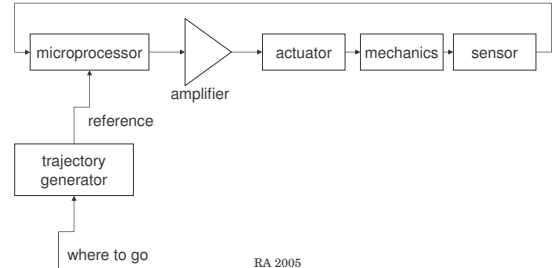 microprocessor
amplifier
actuator
mechanics
sensor
reference
trajectory
generator
where to go
RA 2005